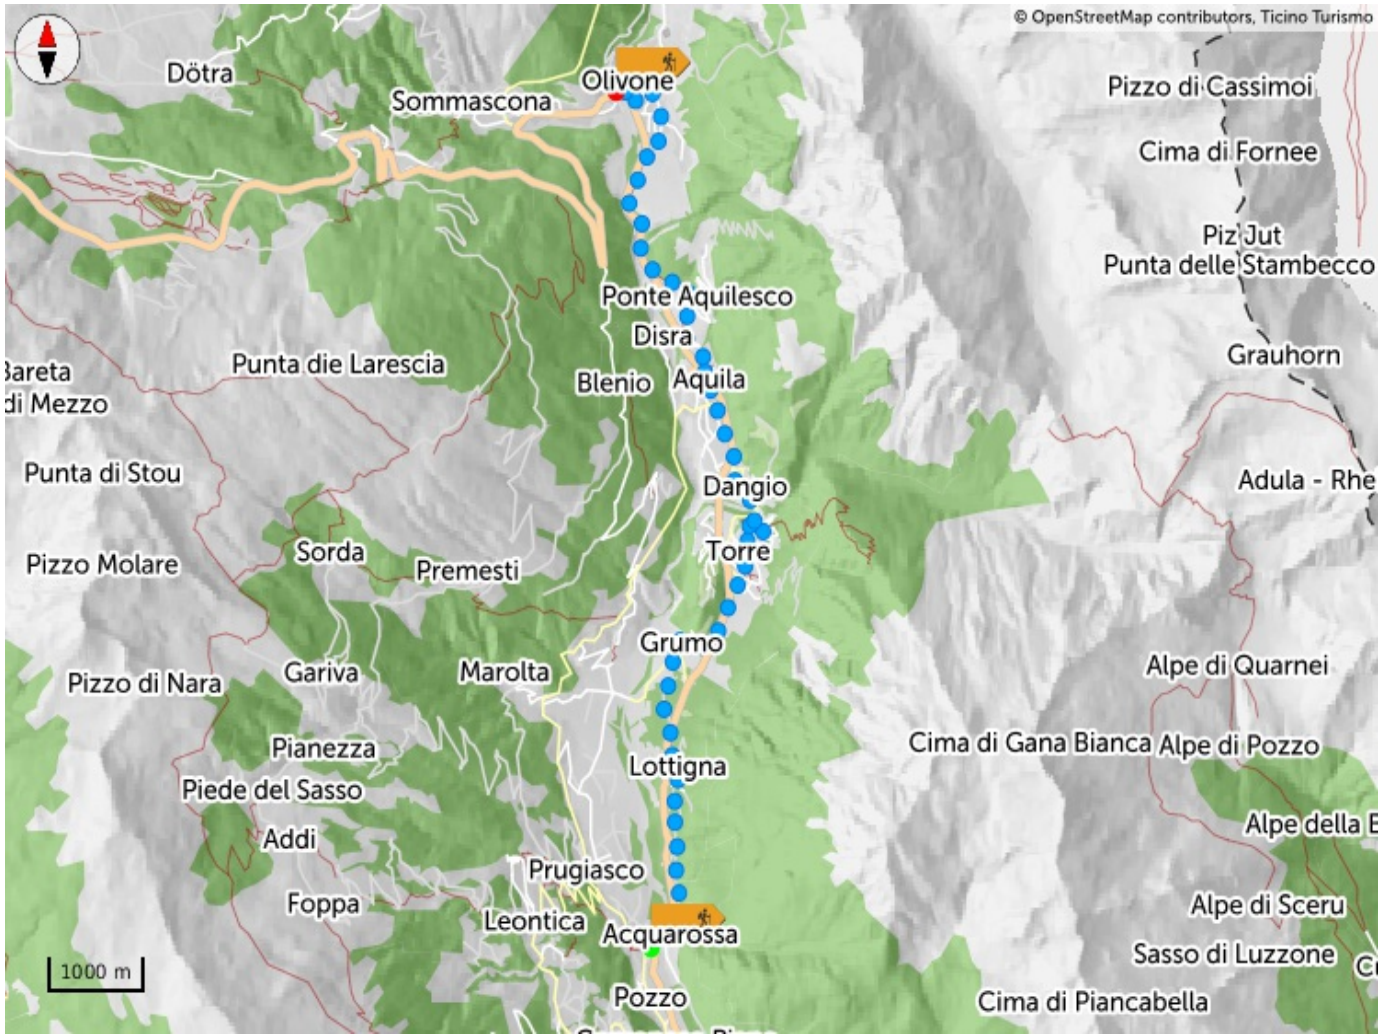 © OpenStreetMap contributors, Ticino Turismo
Olivone
Dötra
Pizzo di Cassimoi
Sommascona
Cima di Fornee
Piz Jut
Punta delle Stambecco
Ponte Aquilesco
Disra
Grauhorn
Punta die Larescia
Bareta
di Mezzo
Blenio
Aquila
Punta di Stou
Adula - Rhe
Dangio
Sorda
Torre
Pizzo Molare
Premesti
Grumo
Alpe di Quarnei
Gariva
Marolta
Pizzo di Nara
Cima di Gana Bianca
Alpe di Pozzo
Pianezza
Lottigna
Piede del Sasso
Alpe della B
Addi
Prugiasco
Foppa
Alpe di Sceru
Leontica
Acquarossa
Sasso di Luzzone
1000 m
Pozzo
Cima di Piancabella